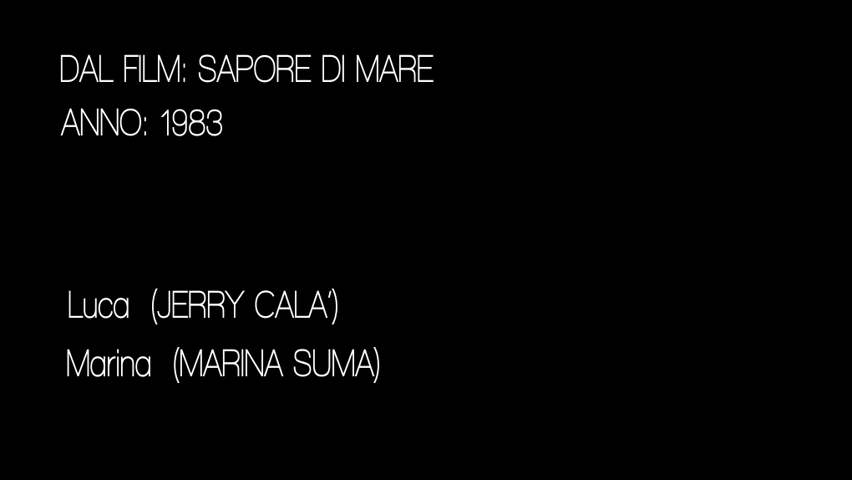 DAL FILM: SAPORE DI MARE
ANNO: 1983
Luca (JERRY CALA')
Marina (MARINA SUMA)